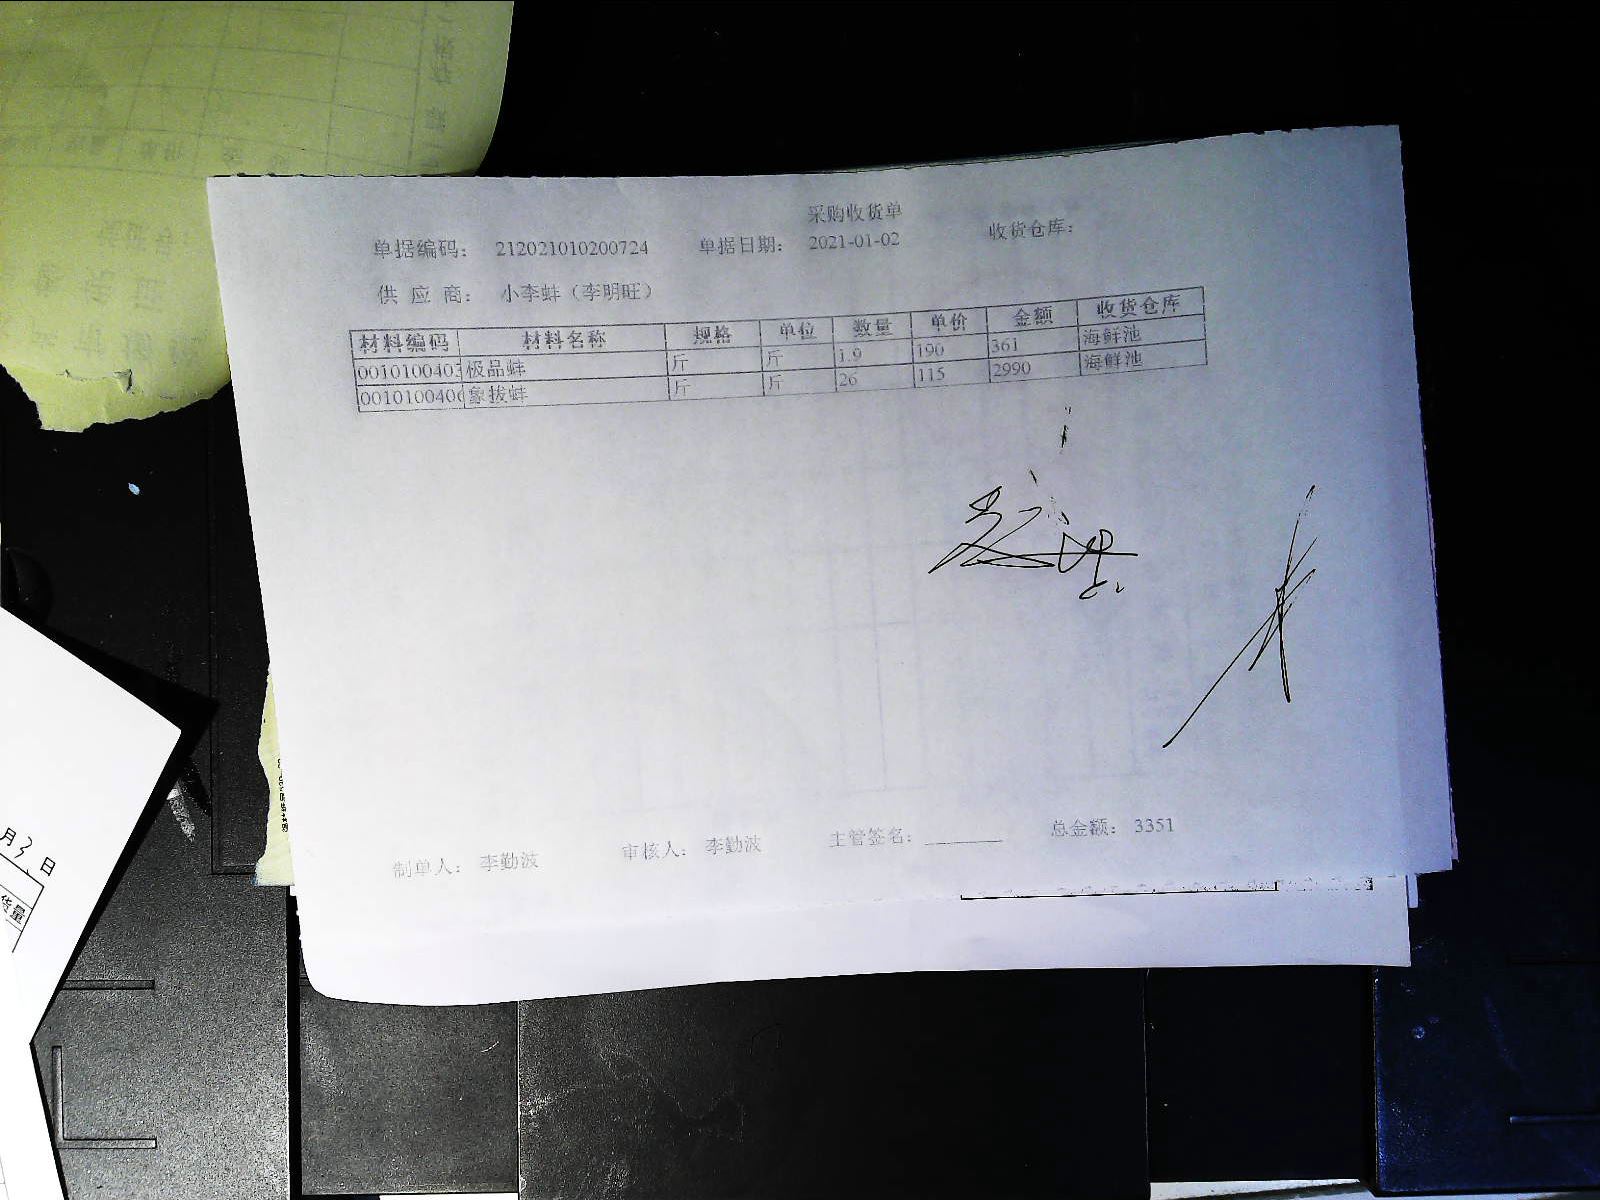 采购收货单
单据编码： 212021010200724 单据日期： 2021-01-02 收货仓库：
供 应 商： 小李蚌（李明旺）
材料编码 材料名称 规格 单位 数量 单价 金额 收货仓库
0010100403 极品蚌 斤 斤 1.9 190 361 海鲜池
001010040 象拔蚌 斤 斤 26 115 2990 海鲜池
制单人： 李勤波 审核人： 李勤波 主管签名： 总金额： 3351
月3日
货量